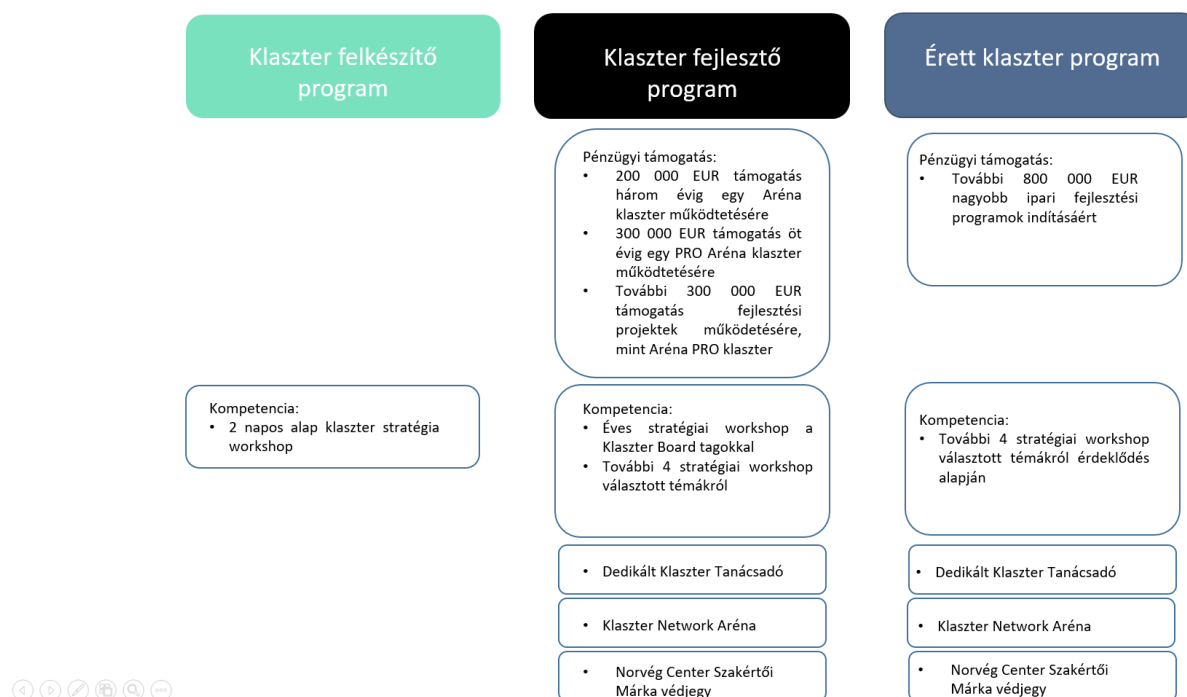 Klaszter felkészítő
program
Klaszter fejlesztő
program
Érett klaszter program
Pénzügyi támogatás:
• 200 000 EUR támogatás
három évig egy Aréna
klaszter működtetésére
• 300 000 EUR támogatás öt
évig egy PRO Aréna klaszter
működtetésére
• További 300 000 EUR
támogatás fejlesztési
projektek működetésére,
mint Aréna PRO klaszter
Pénzügyi támogatás:
• További 800 000 EUR
nagyobb ipari fejlesztési
programok indításáért
Kompetencia:
• 2 napos alap klaszter stratégia
workshop
Kompetencia:
• Éves stratégiai workshop a
Klaszter Board tagokkal
• További 4 stratégiai workshop
választott témákról
Kompetencia:
• További 4 stratégiai workshop
választott témákról érdeklődés
alapján
• Dedikált Klaszter Tanácsadó
• Dedikált Klaszter Tanácsadó
• Klaszter Network Aréna
• Klaszter Network Aréna
• Norvég Center Szakértői
Márka védjegy
• Norvég Center Szakértői
Márka védjegy